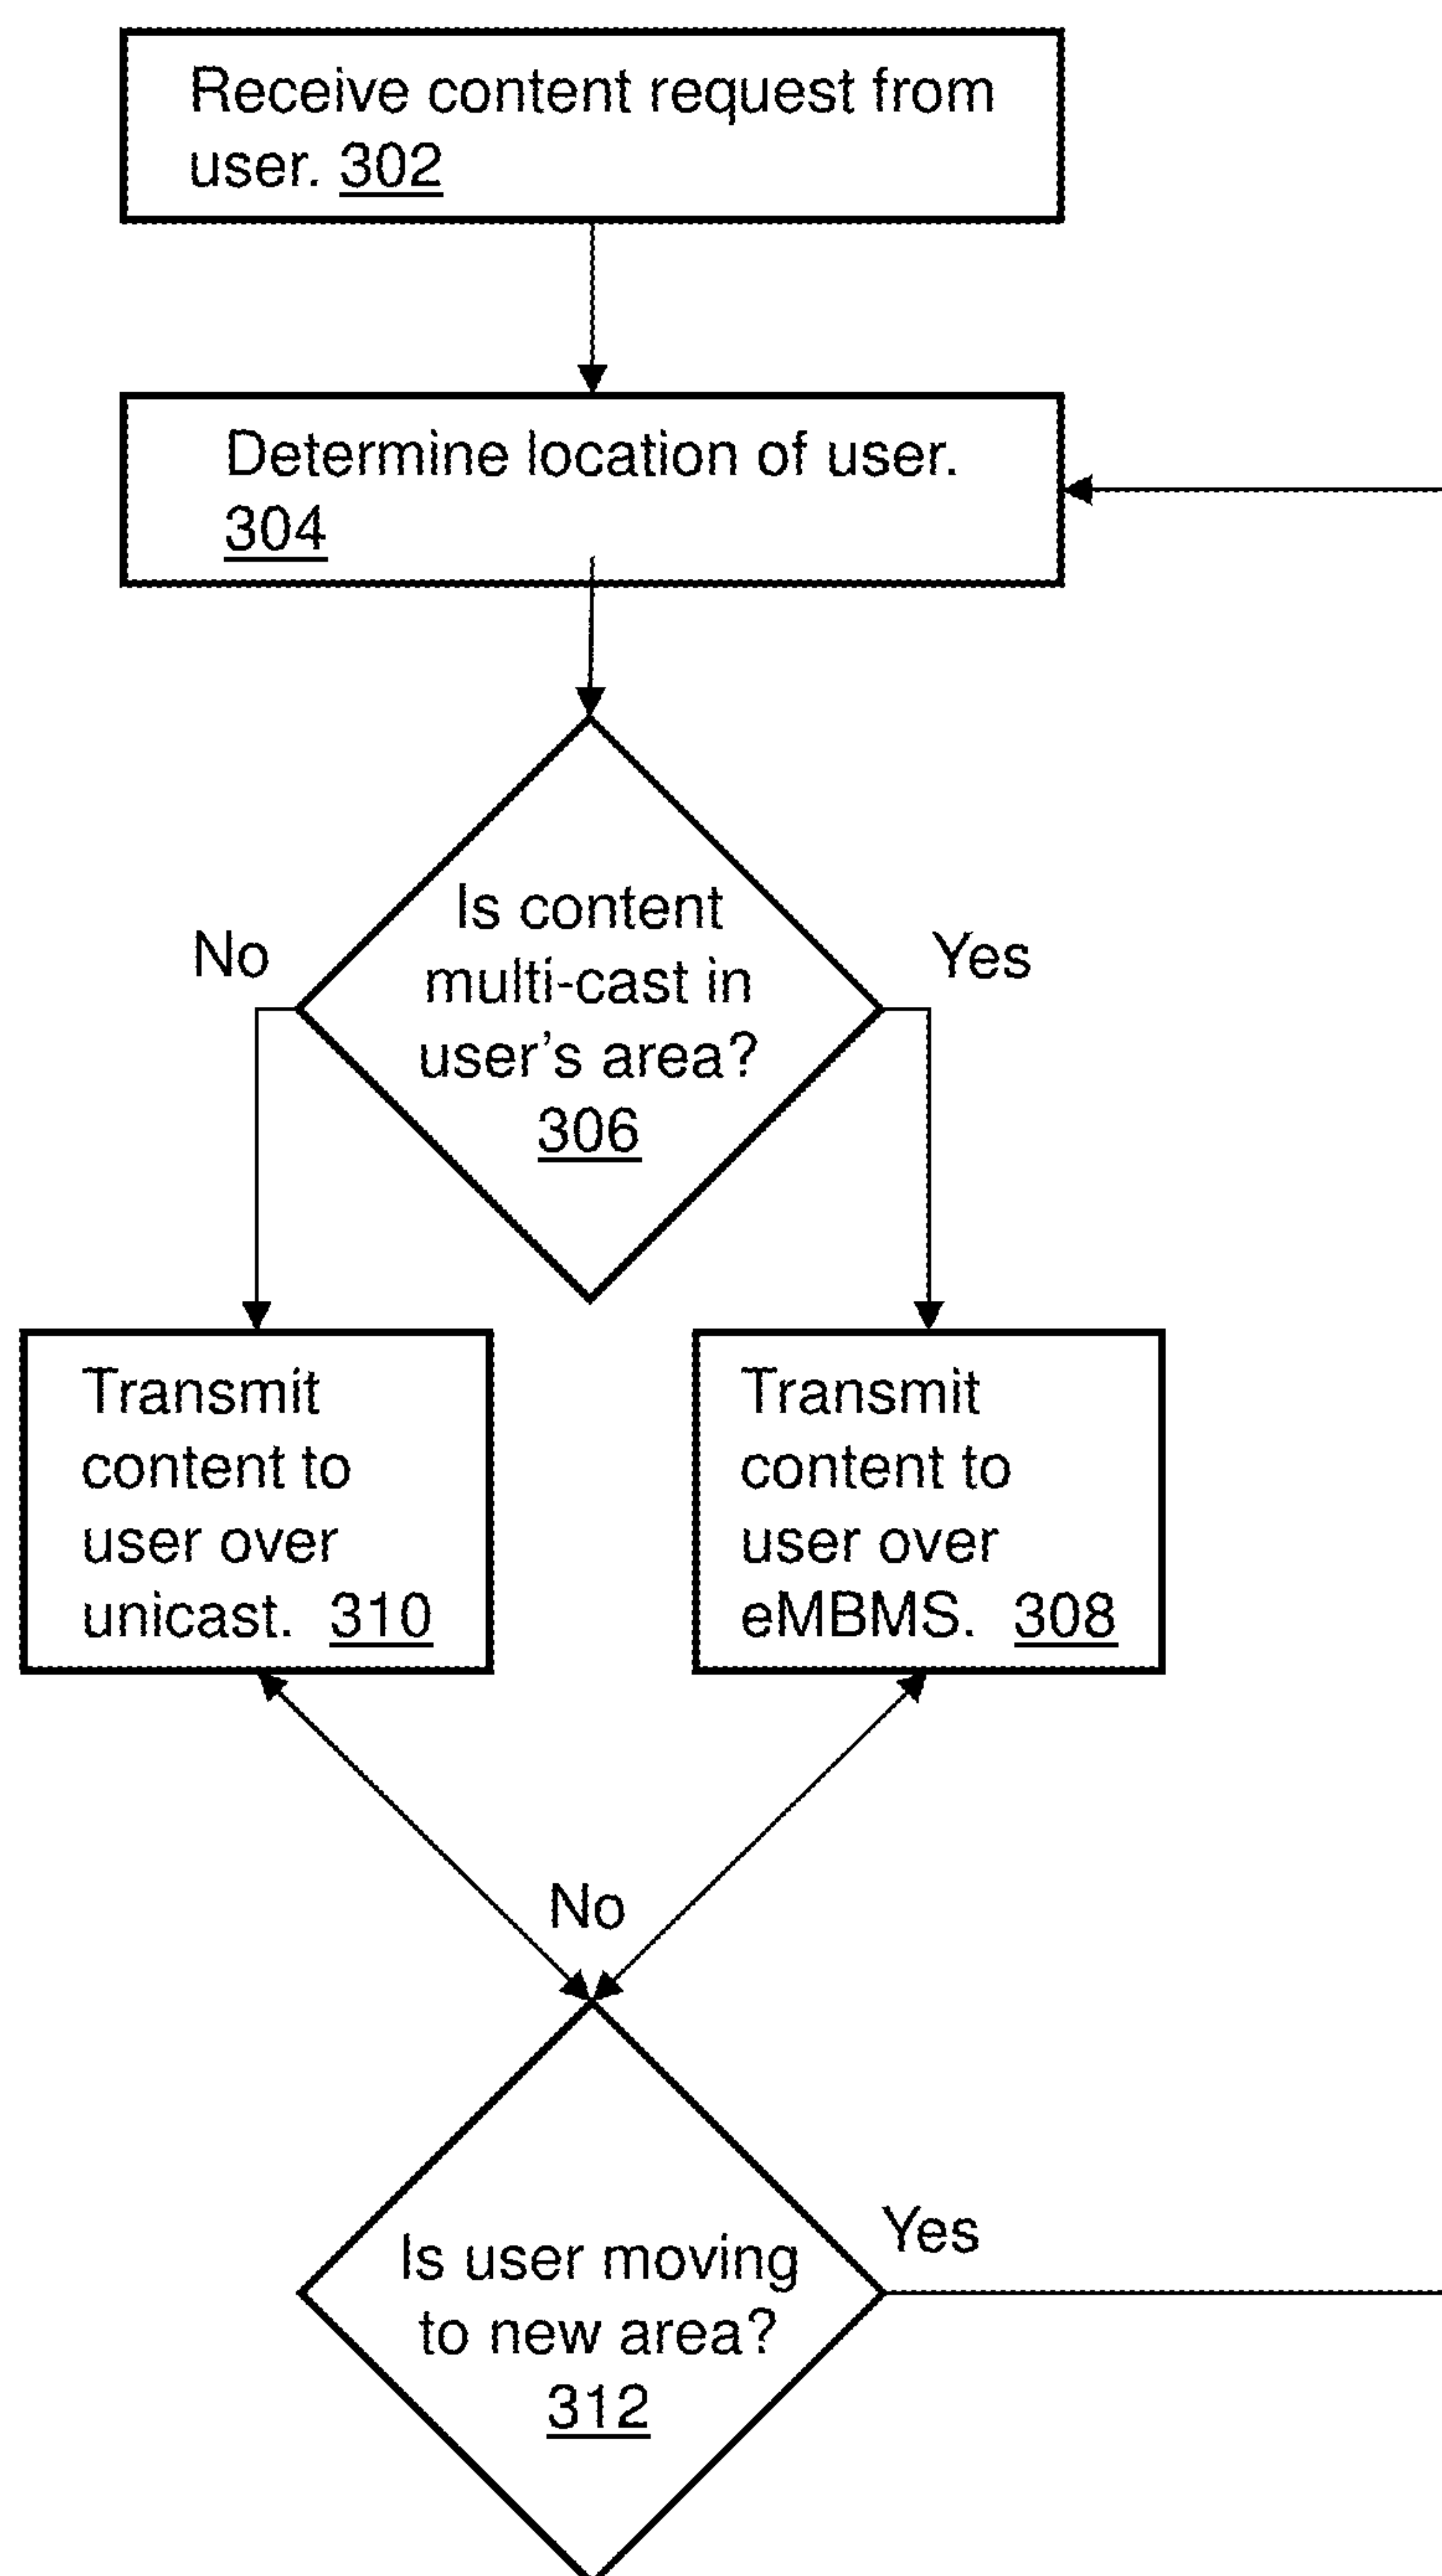 Receive content request from
user. 302
Determine location of user.
304
Is content
multi-cast in
user's area?
306
No
Yes
Transmit
content to
user over
unicast. 310
Transmit
content to
user over
eMBMS. 308
No
Is user moving
to new area?
312
Yes